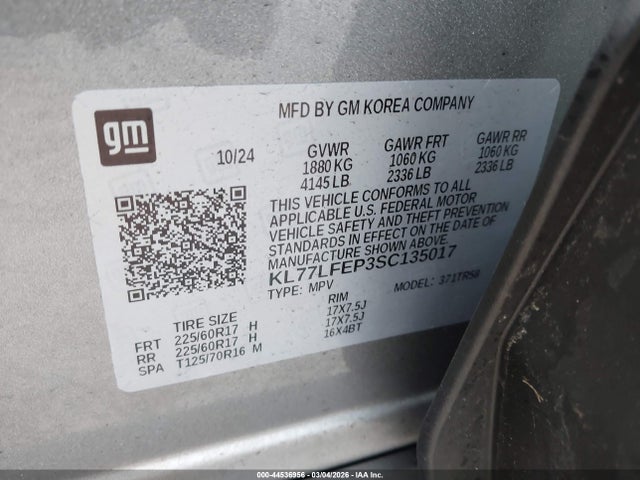 gm
MFD BY GM KOREA COMPANY
10/24 GVWR GAWR FRT GAWR RR
1880 KG 1060 KG 1060 KG
4145 LB 2336 LB 2336 LB
THIS VEHICLE CONFORMS TO ALL
APPLICABLE U.S. FEDERAL MOTOR
VEHICLE SAFETY AND THEFT PREVENTION
STANDARDS IN EFFECT ON THE DATE OF
MANUFACTURE SHOWN ABOVE.
KL77LFEP3SC135017
TYPE: MPV MODEL: 371TR58
TIRE SIZE RIM
FRT 225/60R17 H 17X7.5J
RR 225/60R17 H 17X7.5J
SPA T125/70R16 M 16X4BT
000-44536956 - 03/04/2026 - IAA Inc.